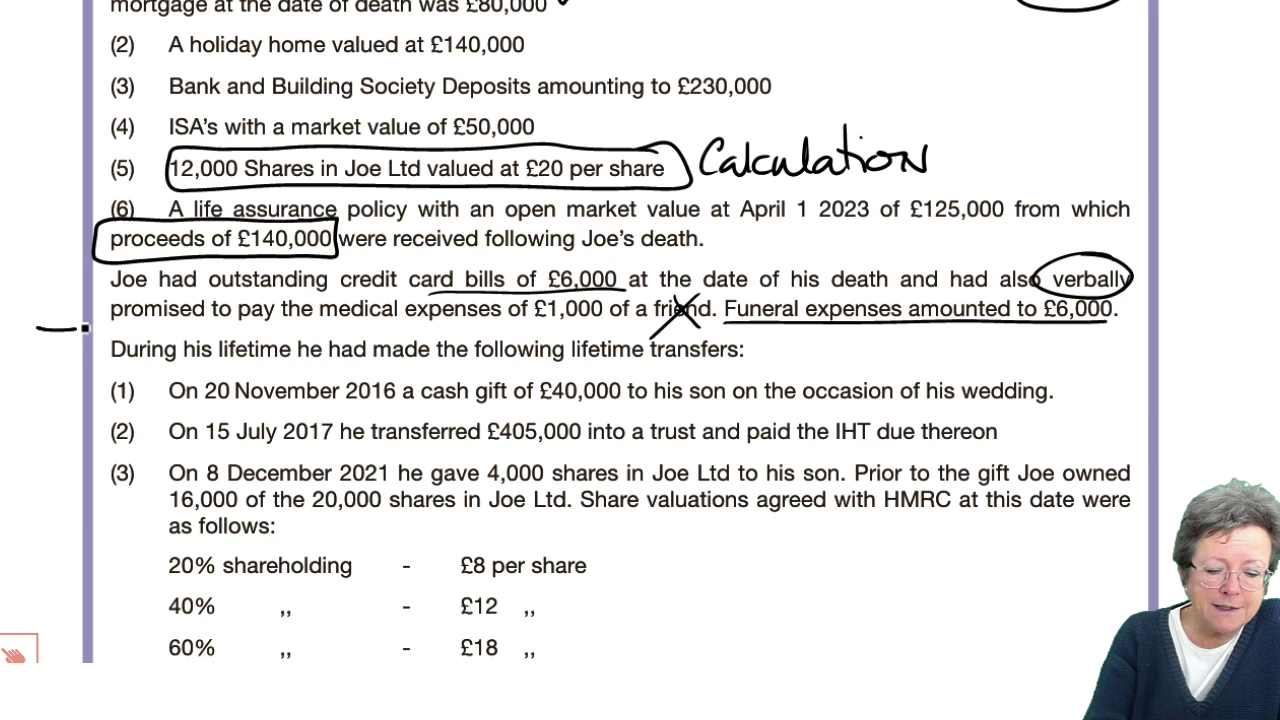 mortgage at the date of death was £80,000
(2) A holiday home valued at £140,000
(3) Bank and Building Society Deposits amounting to £230,000
(4) ISA's with a market value of £50,000
(5) 12,000 Shares in Joe Ltd valued at £20 per share Calculation
(6) A life assurance policy with an open market value at April 1 2023 of £125,000 from which
proceeds of £140,000 were received following Joe's death.
Joe had outstanding credit card bills of £6,000 at the date of his death and had also verbally
promised to pay the medical expenses of £1,000 of a friend. Funeral expenses amounted to £6,000.
During his lifetime he had made the following lifetime transfers:
(1) On 20 November 2016 a cash gift of £40,000 to his son on the occasion of his wedding.
(2) On 15 July 2017 he transferred £405,000 into a trust and paid the IHT due thereon
(3) On 8 December 2021 he gave 4,000 shares in Joe Ltd to his son. Prior to the gift Joe owned
16,000 of the 20,000 shares in Joe Ltd. Share valuations agreed with HMRC at this date were
as follows:
20% shareholding - £8 per share
40% ,, - £12 ,,
60% ,, - £18 ,,